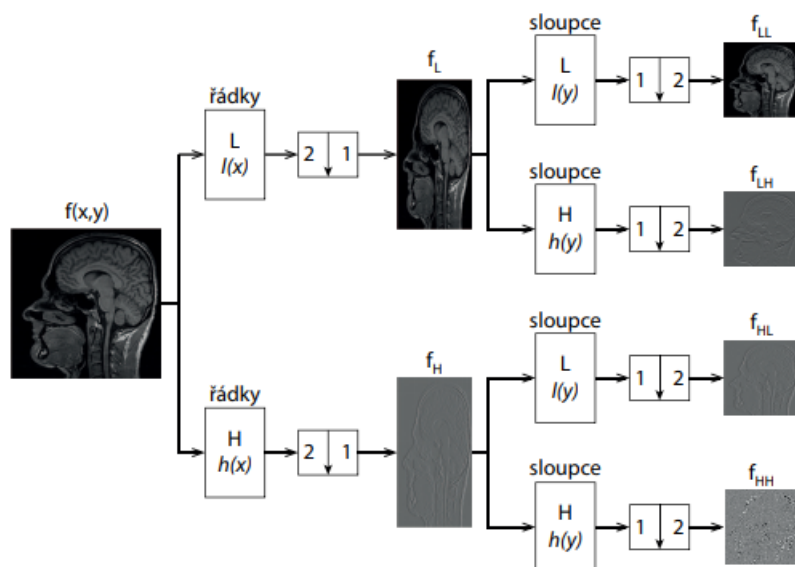 sloupce
f_LL
f_L
L
l(y)
1 2
řádky
L
l(x)
2 1
sloupce
f_LH
H
h(y)
1 2
f(x,y)
sloupce
f_HL
f_H
L
l(y)
1 2
řádky
H
h(x)
2 1
sloupce
f_HH
H
h(y)
1 2